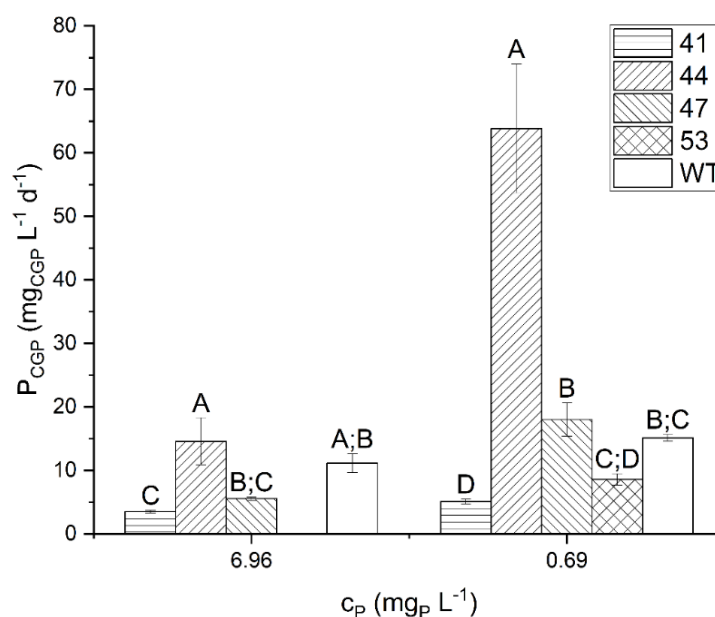 80
70
60
50
40
30
20
10
0
P_CGP (mg_CGP L⁻¹ d⁻¹)
C
A
B;C
A;B
D
A
B
C;D
B;C
6.96
0.69
c_P (mg_P L⁻¹)
41
44
47
53
WT